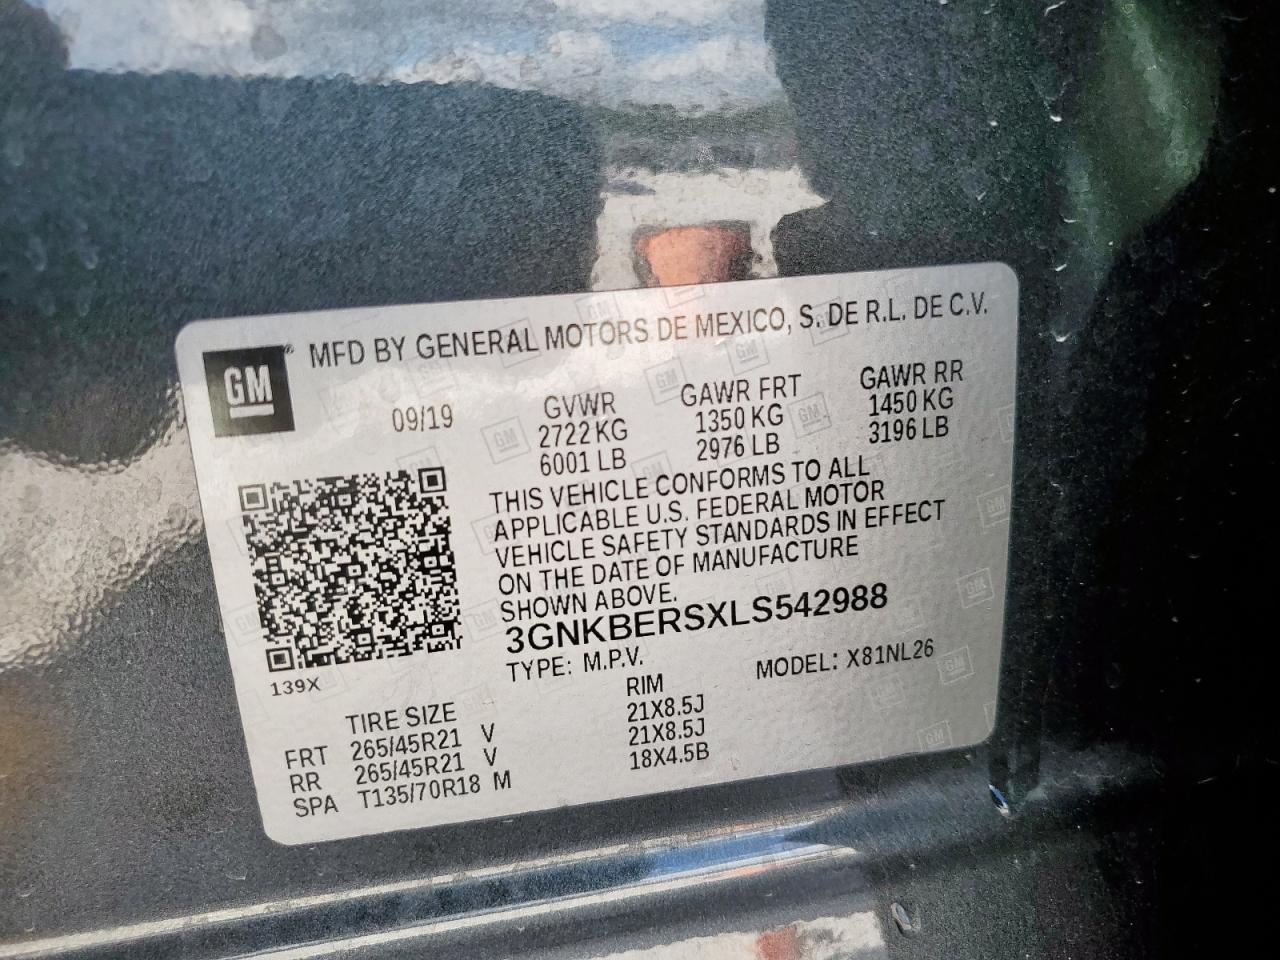 GM
MFD BY GENERAL MOTORS DE MEXICO, S. DE R.L. DE C.V.
09/19 GVWR GAWR FRT GAWR RR
2722 KG 1350 KG 1450 KG
6001 LB 2976 LB 3196 LB
THIS VEHICLE CONFORMS TO ALL
APPLICABLE U.S. FEDERAL MOTOR
VEHICLE SAFETY STANDARDS IN EFFECT
ON THE DATE OF MANUFACTURE
SHOWN ABOVE.
3GNKBERSXLS542988
TYPE: M.P.V. MODEL: X81NL26
139X
TIRE SIZE RIM
FRT 265/45R21 V 21X8.5J
RR 265/45R21 V 21X8.5J
SPA T135/70R18 M 18X4.5B